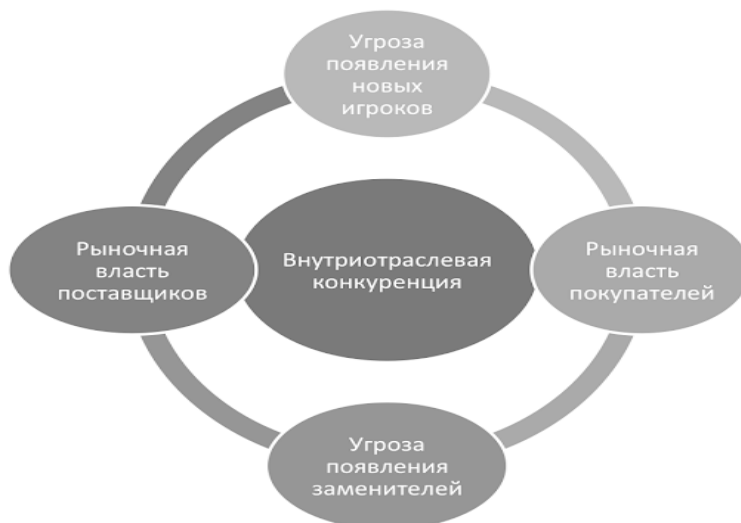 Угроза
появления
новых
игроков
Рыночная
власть
поставщиков
Внутриотраслевая
конкуренция
Рыночная
власть
покупателей
Угроза
появления
заменителей